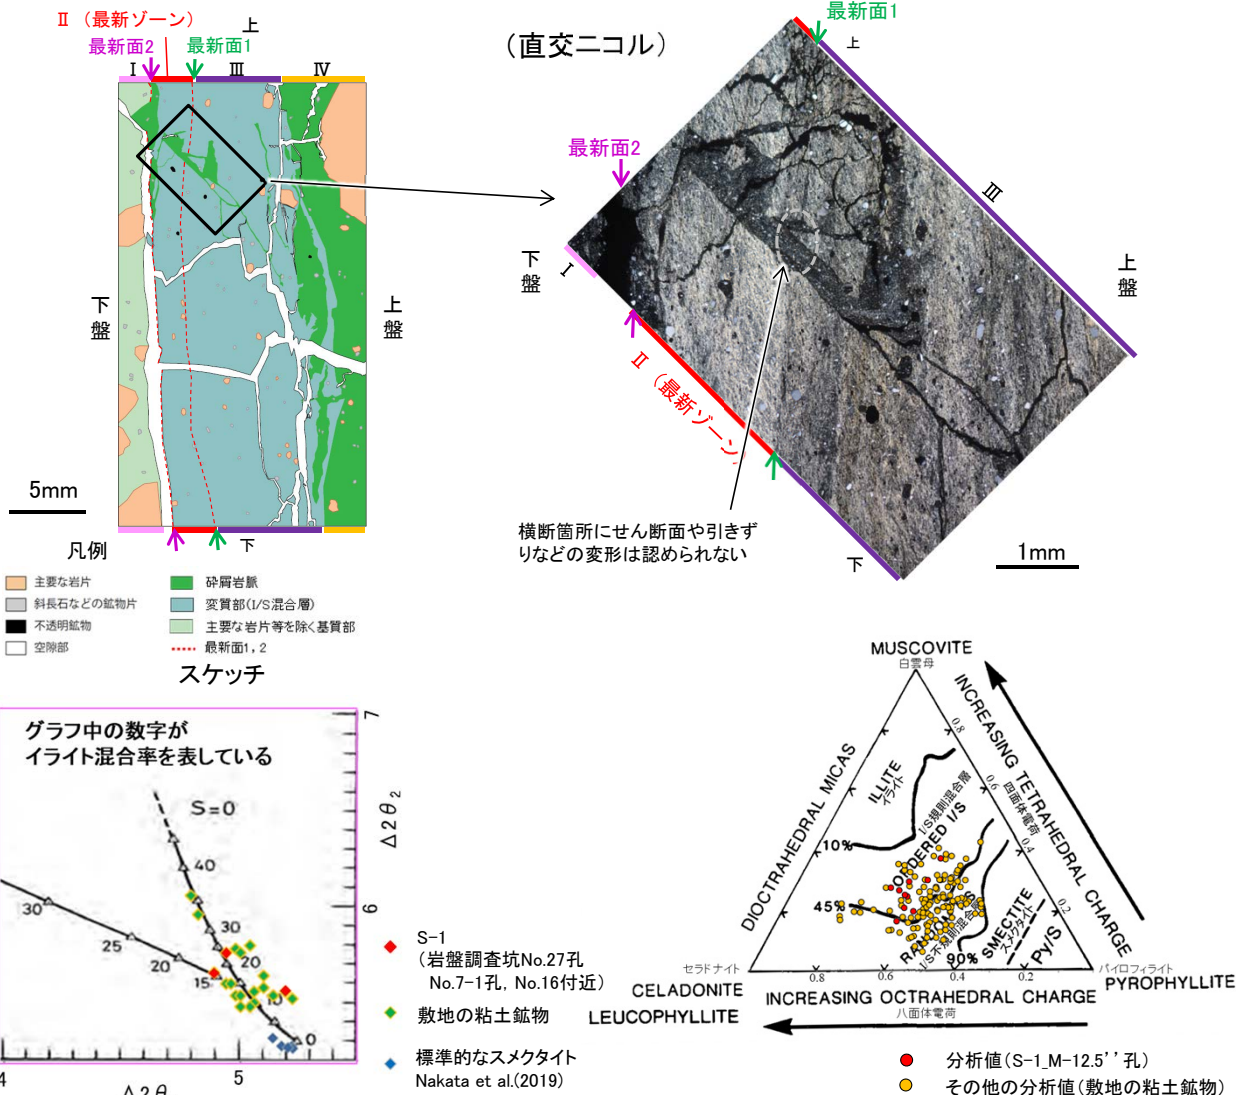 Ⅱ（最新ゾーン）
上
最新面2
最新面1
Ⅰ
Ⅲ
Ⅳ
下盤
上盤
5mm
下
凡例
主要な岩片
斜長石などの鉱物片
不透明鉱物
空隙部
砕屑岩脈
変質部(I/S混合層)
主要な岩片等を除く基質部
最新面1，2
スケッチ
（直交ニコル）
最新面1
上
最新面2
Ⅲ
下盤
Ⅰ
上盤
Ⅱ（最新ゾーン）
横断箇所にせん断面や引きず
りなどの変形は認められない
下
1mm
グラフ中の数字が
イライト混合率を表している
S=0
40
30
20
10
0
30
25
20
15
7
6
Δ2θ₂
4
5
Δ2θ
S-1
（岩盤調査坑No.27孔
No.7-1孔，No.16付近）
敷地の粘土鉱物
標準的なスメクタイト
Nakata et al.(2019)
MUSCOVITE
白雲母
DIOCTRAHEDRAL MICAS
INCREASING TETRAHEDRAL CHARGE
四面体電荷
0.8
0.6
0.4
0.2
ILLITE
イライト
I/S規則混合層
ORDERED I/S
10%
45%
90%
I/S不規則混合層
SMECTITE
スメクタイト
Py/S
セラドナイト
CELADONITE
LEUCOPHYLLITE
0.8
0.6
0.4
0.2
パイロフィライト
PYROPHYLLITE
INCREASING OCTRAHEDRAL CHARGE
八面体電荷
分析値(S-1_M-12.5''孔)
その他の分析値(敷地の粘土鉱物)